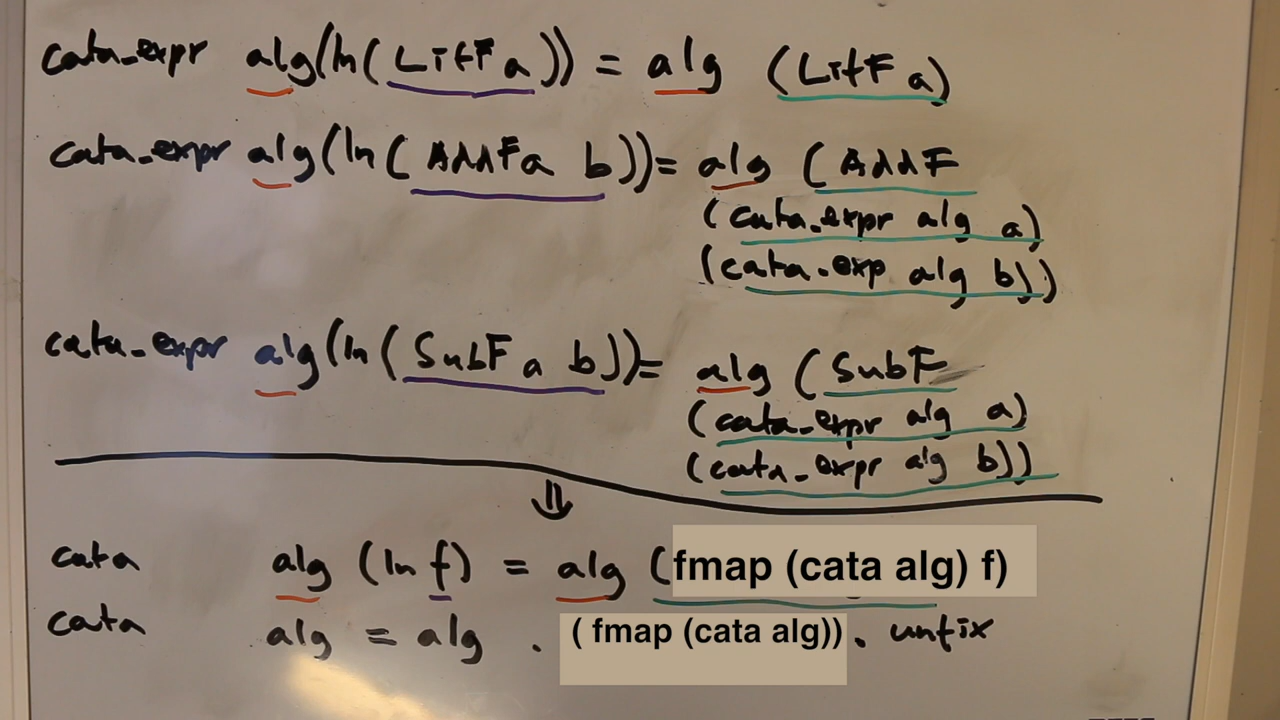 cata_expr alg(In(LitF a)) = alg (LitF a)
cata_expr alg(In(AddF a b)) = alg (AddF
(cata_expr alg a)
(cata_exp alg b))
cata_expr alg(In(SubF a b)) = alg (SubF
(cata_expr alg a)
(cata_expr alg b))
⇓
cata alg (In f) = alg (fmap (cata alg) f)
cata alg = alg . ( fmap (cata alg)) . unfix